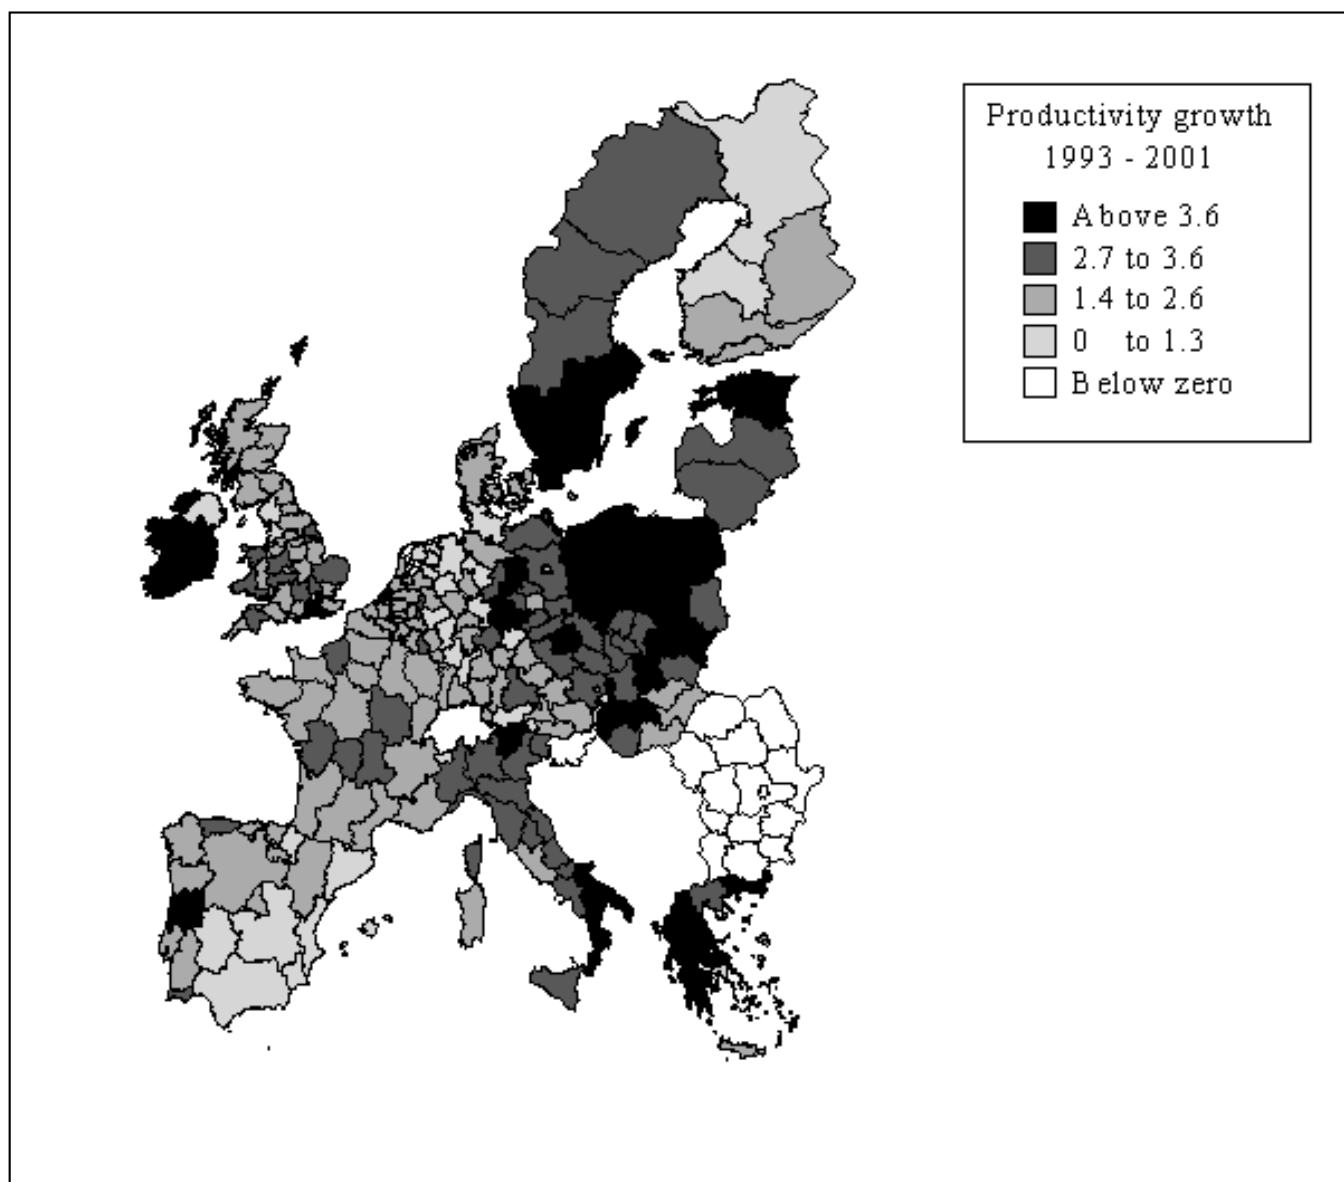 Productivity growth
1993 - 2001
Above 3.6
2.7 to 3.6
1.4 to 2.6
0 to 1.3
Below zero